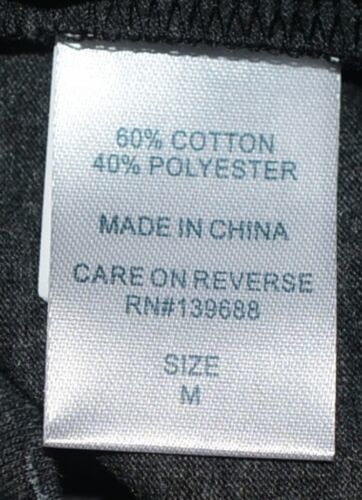 60% COTTON
40% POLYESTER
MADE IN CHINA
CARE ON REVERSE
RN#139688
SIZE
M